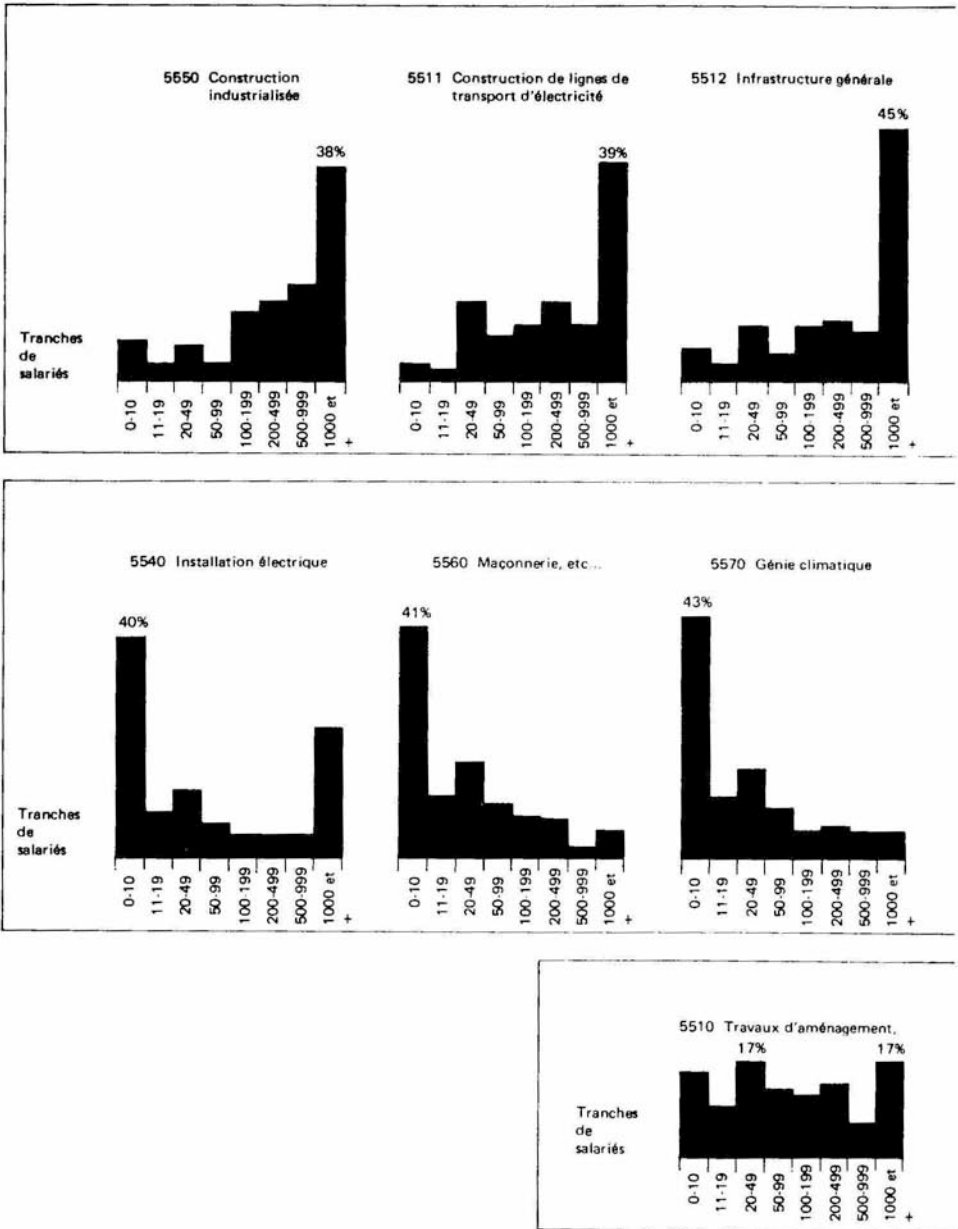 5550 Construction industrialisée
5511 Construction de lignes de transport d'électricité
5512 Infrastructure générale
38%
39%
45%
Tranches de salariés
0-10 11-19 20-49 50-99 100-199 200-499 500-999 1000 et +
0-10 11-19 20-49 50-99 100-199 200-499 500-999 1000 et +
0-10 11-19 20-49 50-99 100-199 200-499 500-999 1000 et +
5540 Installation électrique
5560 Maçonnerie, etc...
5570 Génie climatique
40%
41%
43%
Tranches de salariés
0-10 11-19 20-49 50-99 100-199 200-499 500-999 1000 et +
0-10 11-19 20-49 50-99 100-199 200-499 500-999 1000 et +
0-10 11-19 20-49 50-99 100-199 200-499 500-999 1000 et +
5510 Travaux d'aménagement.
17%
17%
Tranches de salariés
0-10 11-19 20-49 50-99 100-199 200-499 500-999 1000 et +